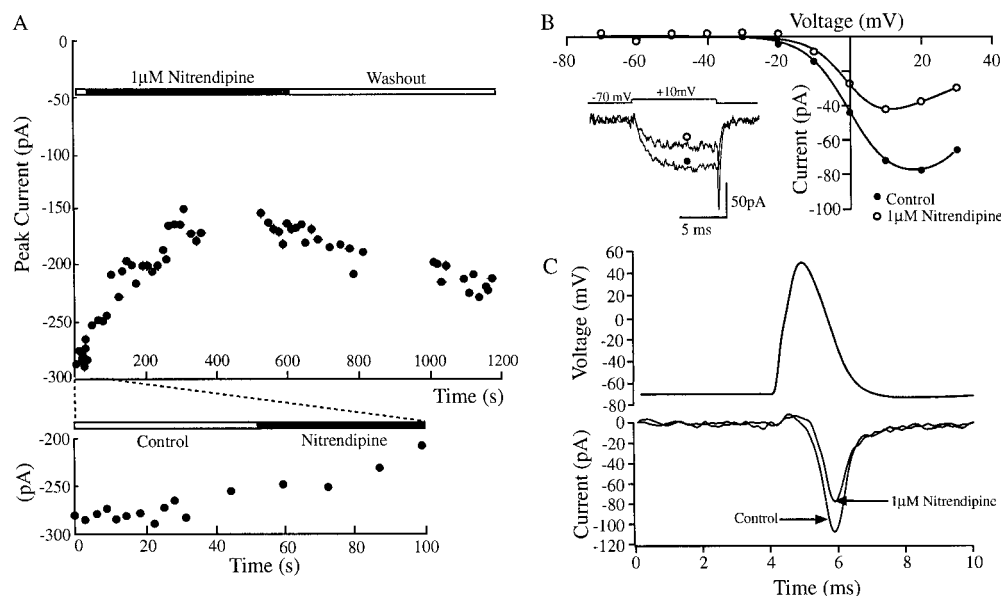 A
0
-50
-100
-150
-200
-250
-300
Peak Current (pA)
1µM Nitrendipine
Washout
200
400
600
800
1000
1200
Time (s)
-200
-250
-300
(pA)
Control
Nitrendipine
0
20
40
60
80
100
Time (s)
B
Voltage (mV)
-80
-60
-40
-20
20
40
-40
-60
-80
-100
Current (pA)
-70 mV
+10mV
50pA
5 ms
Control
1µM Nitrendipine
C
60
40
20
0
-20
-40
-60
-80
Voltage (mV)
0
-20
-40
-60
-80
-100
-120
Current (pA)
1µM Nitrendipinc
Control
0
2
4
6
8
10
Time (ms)